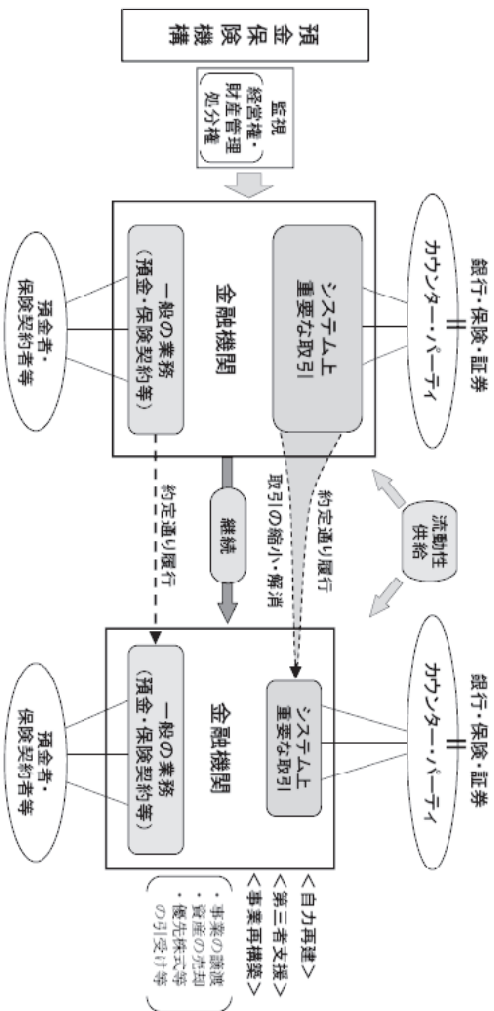 預金保険機構
監視
経営権・
財産管理
処分権
銀行・保険・証券
カウンター・パーティ
システム上
重要な取引
金融機関
一般の業務
(預金・保険契約等)
預金者・
保険契約者等
流動性
供給
約定通り履行
取引の縮小・解消
継続
約定通り履行
銀行・保険・証券
カウンター・パーティ
システム上
重要な取引
金融機関
一般の業務
(預金・保険契約等)
預金者・
保険契約者等
<自力再建>
<第三者支援>
<事業再構築>
・事業の譲渡
・資産の売却
・優先株式等
の引受け等